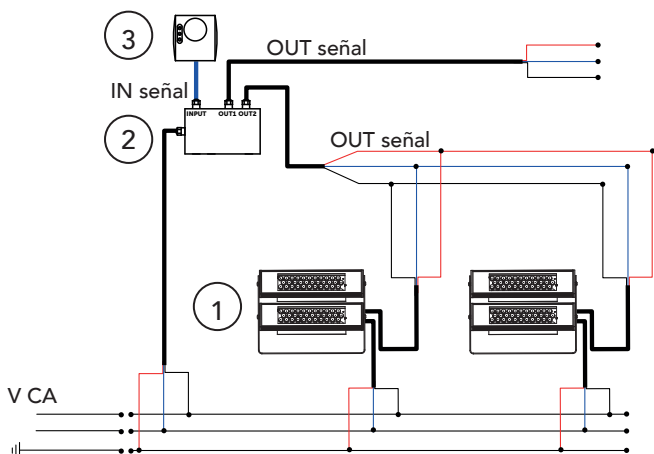 3
OUT señal
IN señal
INPUT OUT1 OUT2
2
OUT señal
1
V CA